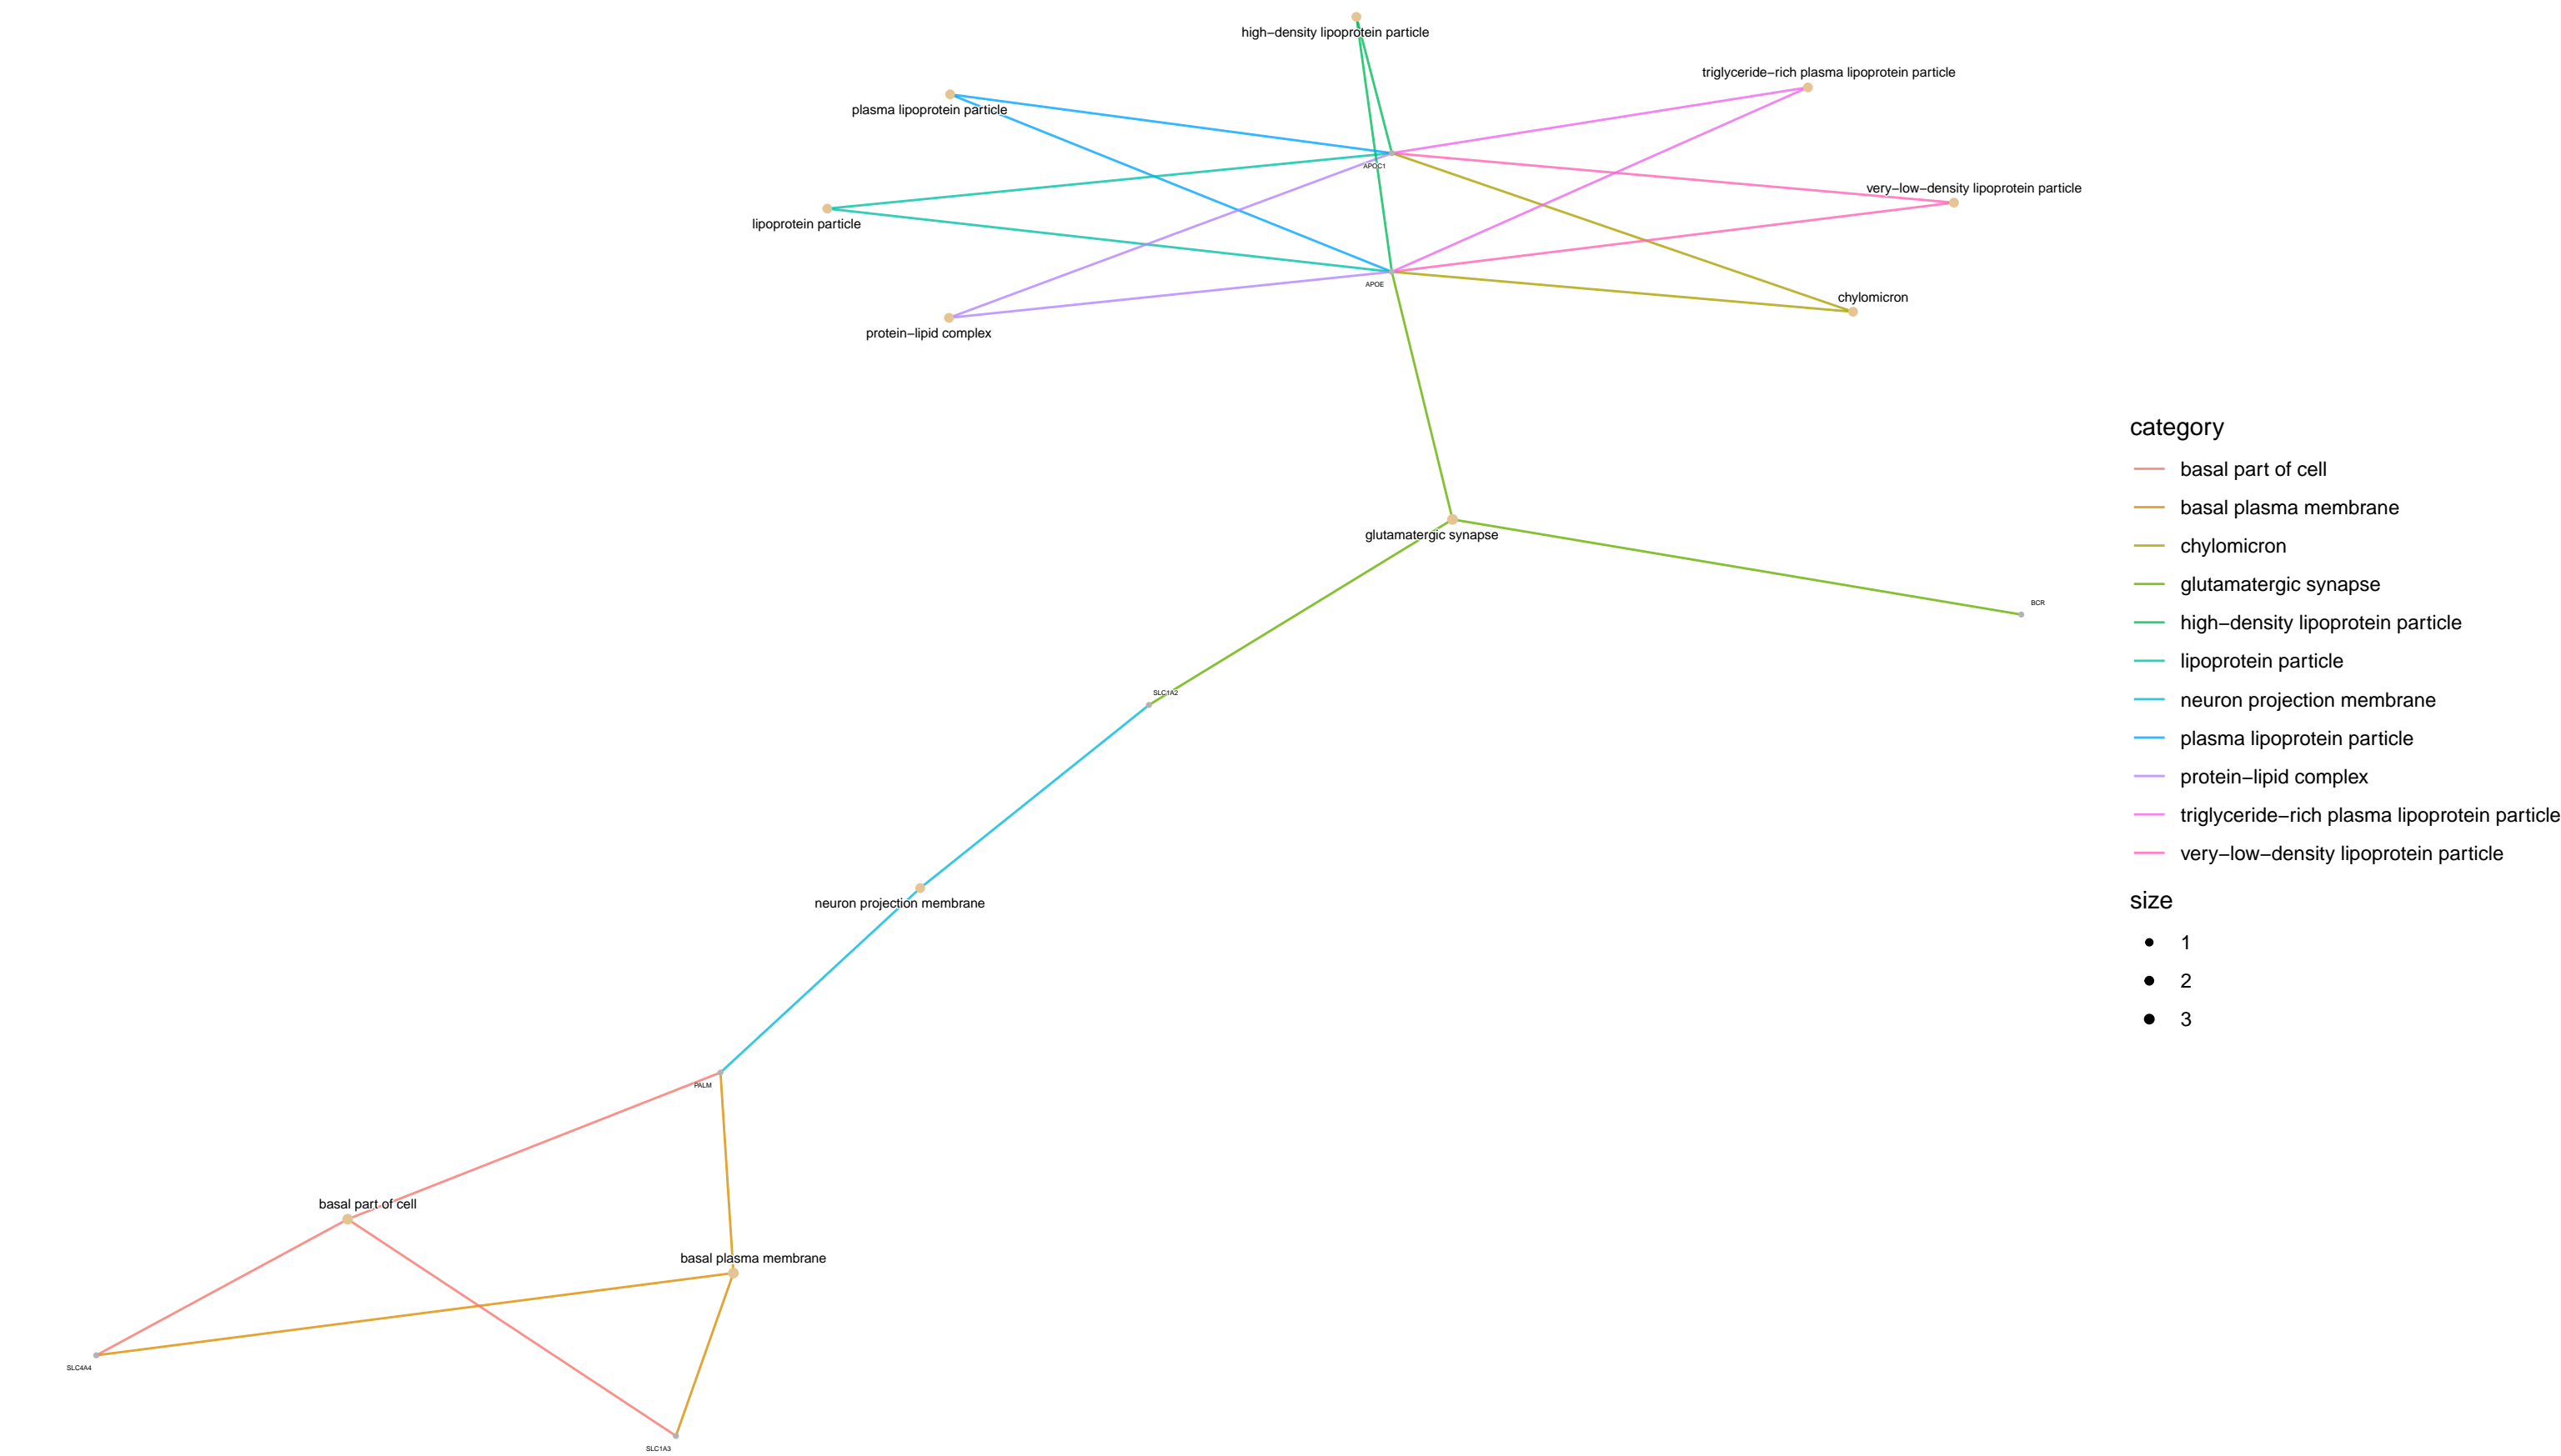 high−density lipoprotein particle
triglyceride−rich plasma lipoprotein particle
plasma lipoprotein particle
APOC1
very−low−density lipoprotein particle
lipoprotein particle
APOE
chylomicron
protein−lipid complex
glutamatergic synapse
BCR
SLC1A2
neuron projection membrane
PALM
basal part of cell
basal plasma membrane
SLC4A4
SLC1A3
category
basal part of cell
basal plasma membrane
chylomicron
glutamatergic synapse
high−density lipoprotein particle
lipoprotein particle
neuron projection membrane
plasma lipoprotein particle
protein−lipid complex
triglyceride−rich plasma lipoprotein particle
very−low−density lipoprotein particle
size
1
2
3